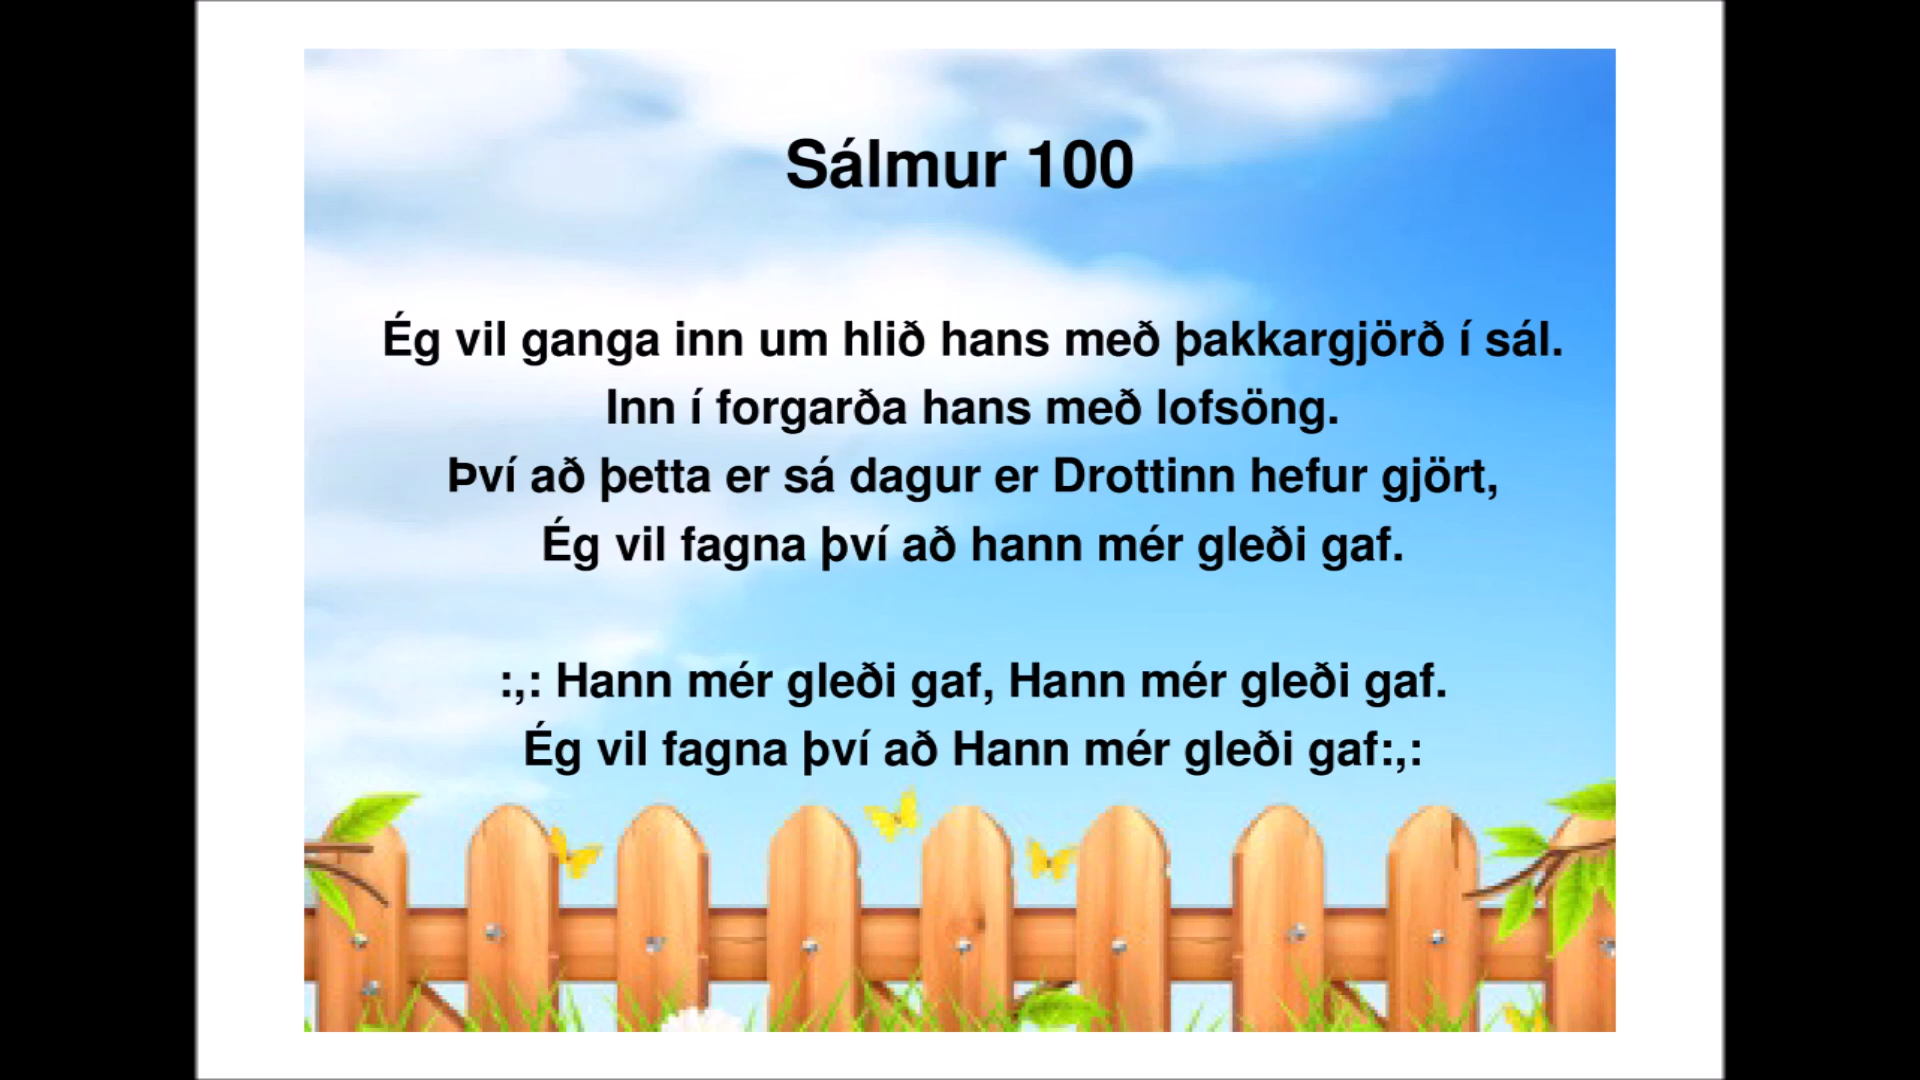 Sálmur 100
Ég vil ganga inn um hlið hans með þakkargjörð í sál.
Inn í forgarða hans með lofsöng.
Því að þetta er sá dagur er Drottinn hefur gjört,
Ég vil fagna því að hann mér gleði gaf.
:,: Hann mér gleði gaf, Hann mér gleði gaf.
Ég vil fagna því að Hann mér gleði gaf:,: